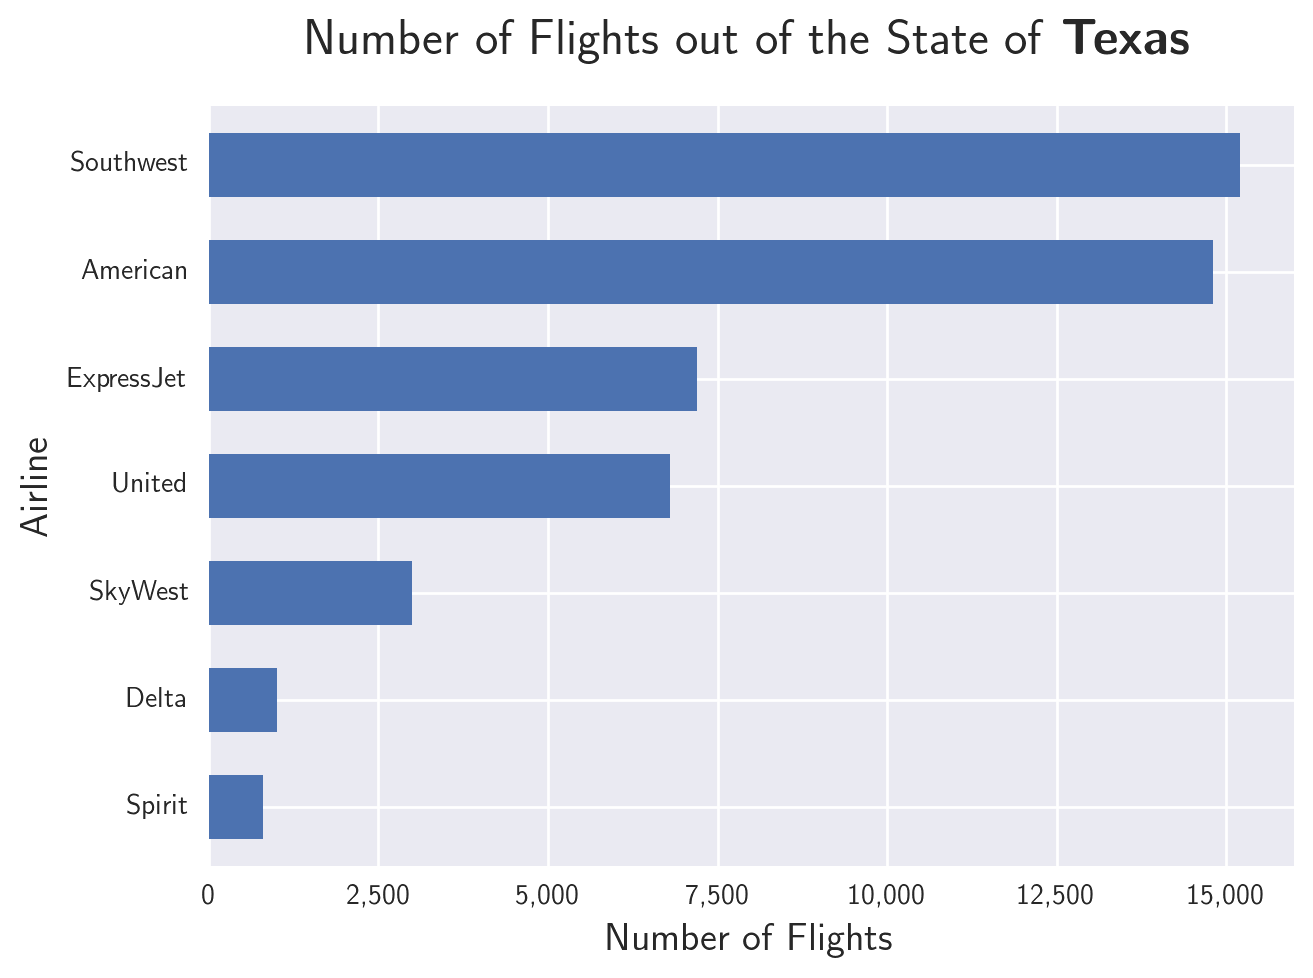 Number of Flights out of the State of Texas
Southwest
American
ExpressJet
United
SkyWest
Delta
Spirit
Airline
0 2,500 5,000 7,500 10,000 12,500 15,000
Number of Flights